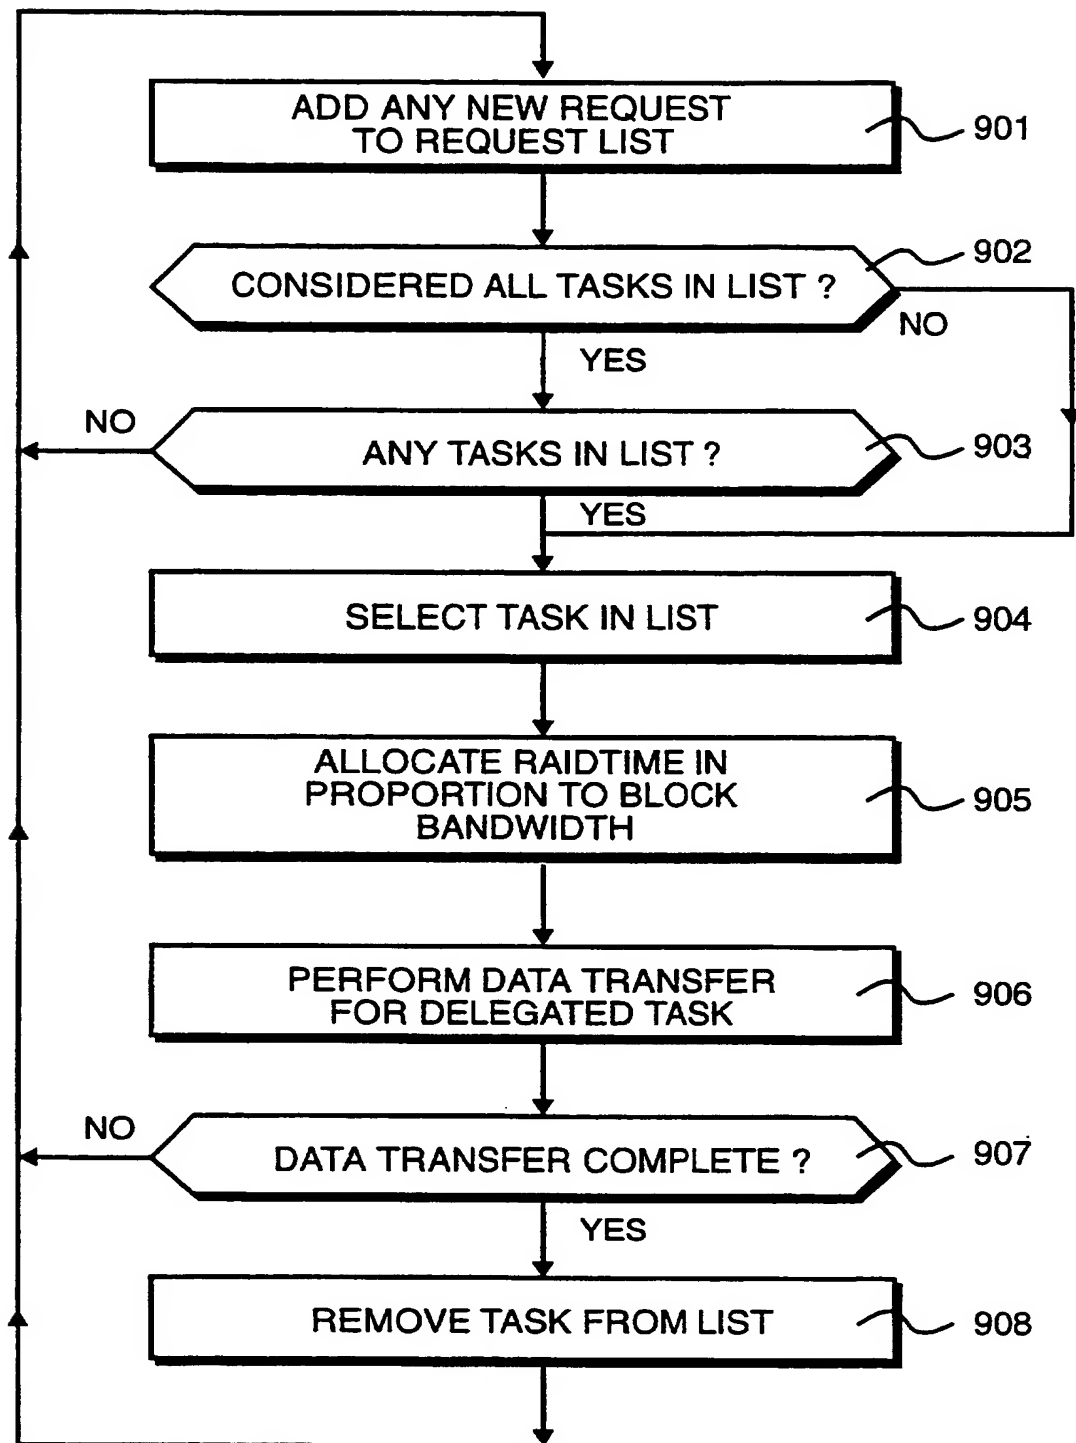 ADD ANY NEW REQUEST
TO REQUEST LIST
901
902
CONSIDERED ALL TASKS IN LIST ?
NO
YES
NO
903
ANY TASKS IN LIST ?
YES
SELECT TASK IN LIST
904
ALLOCATE RAIDTIME IN
PROPORTION TO BLOCK
BANDWIDTH
905
PERFORM DATA TRANSFER
FOR DELEGATED TASK
906
NO
DATA TRANSFER COMPLETE ?
907
YES
REMOVE TASK FROM LIST
908